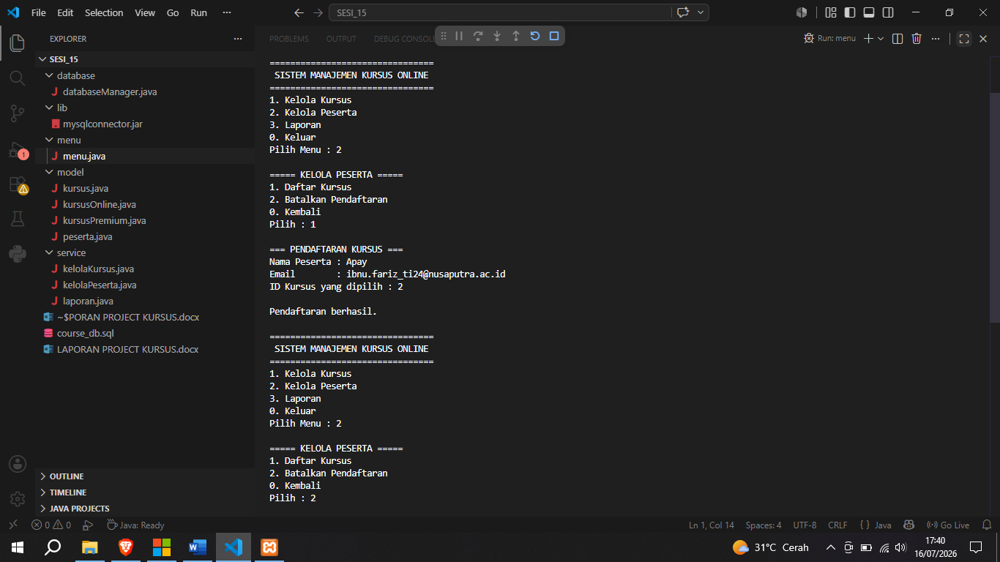 File Edit Selection View Go Run ···
SESI_15
EXPLORER
SESI_15
database
databaseManager.java
lib
mysqlconnector.jar
menu
menu.java
model
kursus.java
kursusOnline.java
kursusPremium.java
peserta.java
service
kelolaKursus.java
kelolaPeserta.java
laporan.java
~$PORAN PROJECT KURSUS.docx
course_db.sql
LAPORAN PROJECT KURSUS.docx
OUTLINE
TIMELINE
JAVA PROJECTS
1
PROBLEMS OUTPUT DEBUG CONSOLE
Run: menu
================================
SISTEM MANAJEMEN KURSUS ONLINE
================================
1. Kelola Kursus
2. Kelola Peserta
3. Laporan
0. Keluar
Pilih Menu : 2
===== KELOLA PESERTA =====
1. Daftar Kursus
2. Batalkan Pendaftaran
0. Kembali
Pilih : 1
=== PENDAFTARAN KURSUS ===
Nama Peserta : Apay
Email        : ibnu.fariz_ti24@nusaputra.ac.id
ID Kursus yang dipilih : 2
Pendaftaran berhasil.
================================
SISTEM MANAJEMEN KURSUS ONLINE
================================
1. Kelola Kursus
2. Kelola Peserta
3. Laporan
0. Keluar
Pilih Menu : 2
===== KELOLA PESERTA =====
1. Daftar Kursus
2. Batalkan Pendaftaran
0. Kembali
Pilih : 2
0 0 Java: Ready
Ln 1, Col 14 Spaces: 4 UTF-8 CRLF {} Java Go Live
31°C Cerah
17:40
16/07/2026